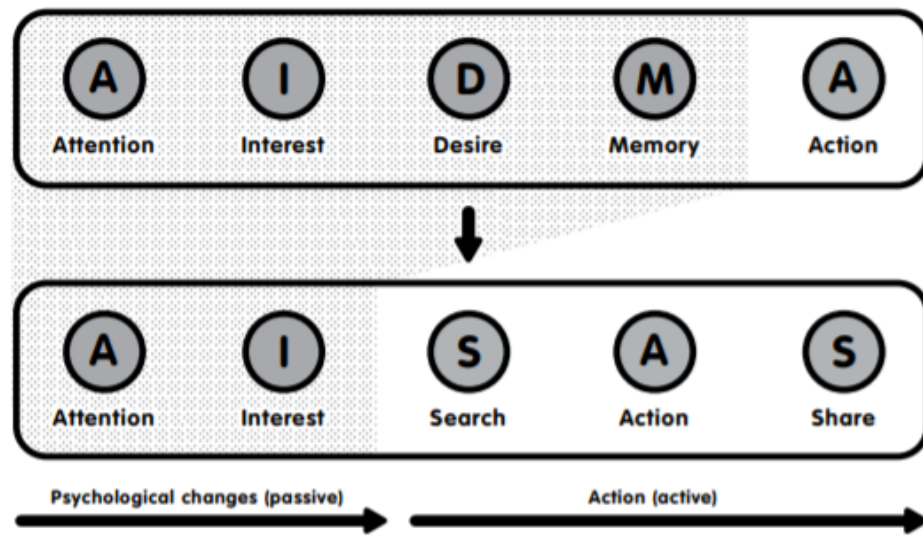 A I D M A
Attention Interest Desire Memory Action
A I S A S
Attention Interest Search Action Share
Psychological changes (passive) Action (active)